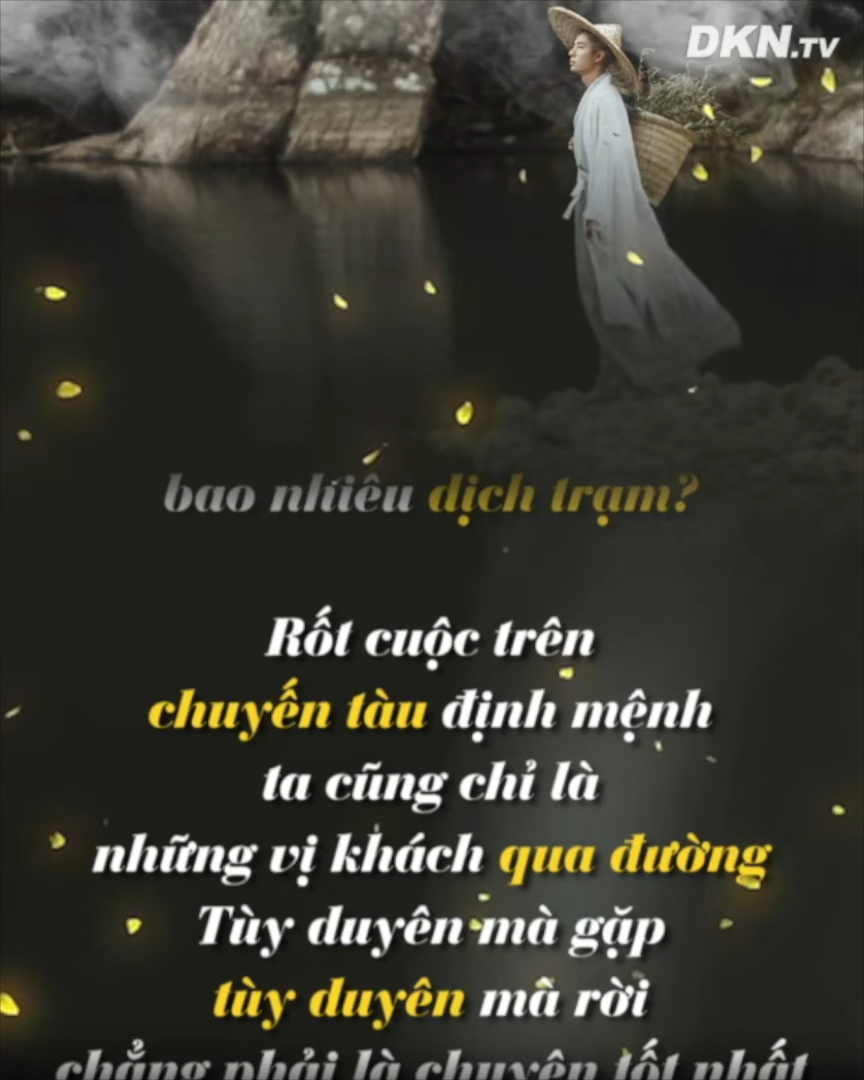 DKN.TV
bao nhiêu dịch trạm?
Rốt cuộc trên
chuyến tàu định mệnh
ta cũng chỉ là
những vị khách qua đường
Tùy duyên mà gặp
tùy duyên mà rời
chẳng phải là chuyện tốt nhất